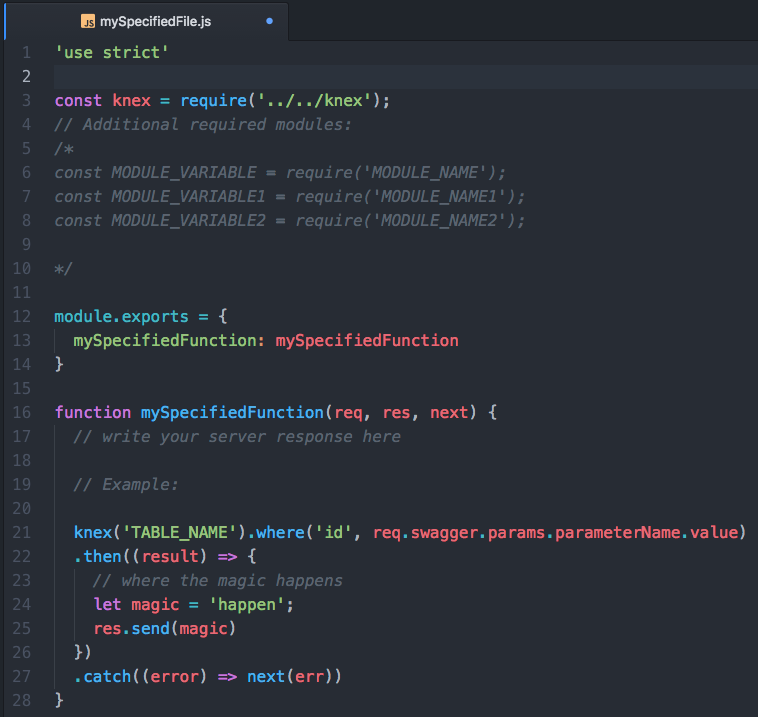 JS mySpecifiedFile.js
1 'use strict'
2
3 const knex = require('../../knex');
4 // Additional required modules:
5 /*
6 const MODULE_VARIABLE = require('MODULE_NAME');
7 const MODULE_VARIABLE1 = require('MODULE_NAME1');
8 const MODULE_VARIABLE2 = require('MODULE_NAME2');
9
10 */
11
12 module.exports = {
13   mySpecifiedFunction: mySpecifiedFunction
14 }
15
16 function mySpecifiedFunction(req, res, next) {
17   // write your server response here
18
19   // Example:
20
21   knex('TABLE_NAME').where('id', req.swagger.params.parameterName.value)
22   .then((result) => {
23     // where the magic happens
24     let magic = 'happen';
25     res.send(magic)
26   })
27   .catch((error) => next(err))
28 }